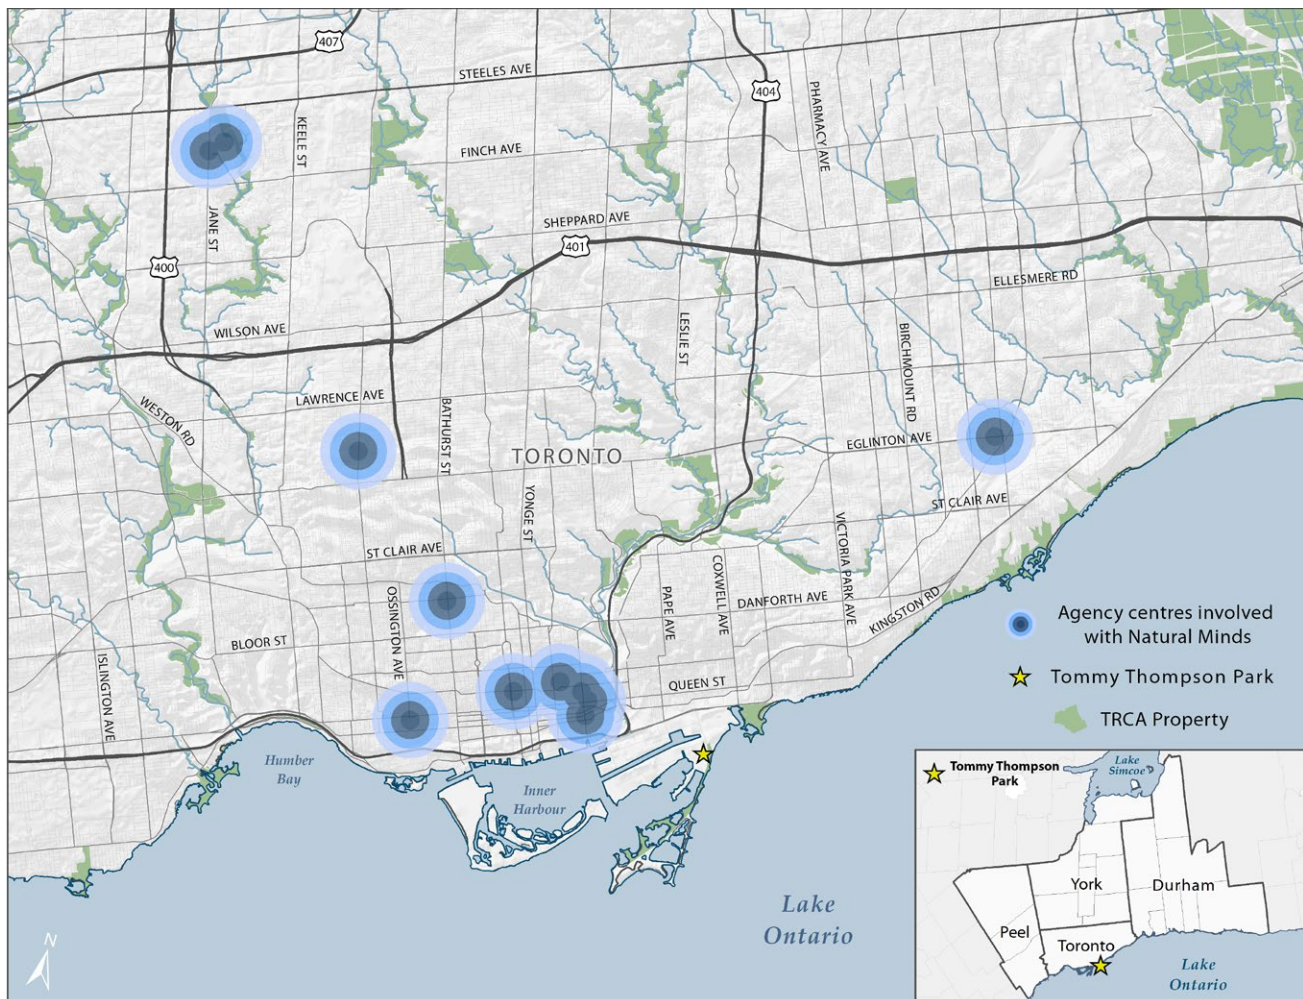 407
STEELES AVE
404
PHARMACY AVE
KEELE ST
FINCH AVE
JANE ST
SHEPPARD AVE
401
400
ELLESMERE RD
WILSON AVE
LESLIE ST
BIRCHMOUNT RD
LAWRENCE AVE
WESTON RD
BATHURST ST
EGLINTON AVE
TORONTO
YONGE ST
ST CLAIR AVE
VICTORIA PARK AVE
ST CLAIR AVE
COXWELL AVE
PAPE AVE
OSSINGTON AVE
DANFORTH AVE
KINGSTON RD
BLOOR ST
ISLINGTON AVE
QUEEN ST
Agency centres involved
with Natural Minds
Tommy Thompson Park
TRCA Property
Humber
Bay
Inner
Harbour
Lake
Ontario
N
Tommy Thompson
Park
Lake
Simcoe
York
Durham
Peel
Toronto
Lake
Ontario